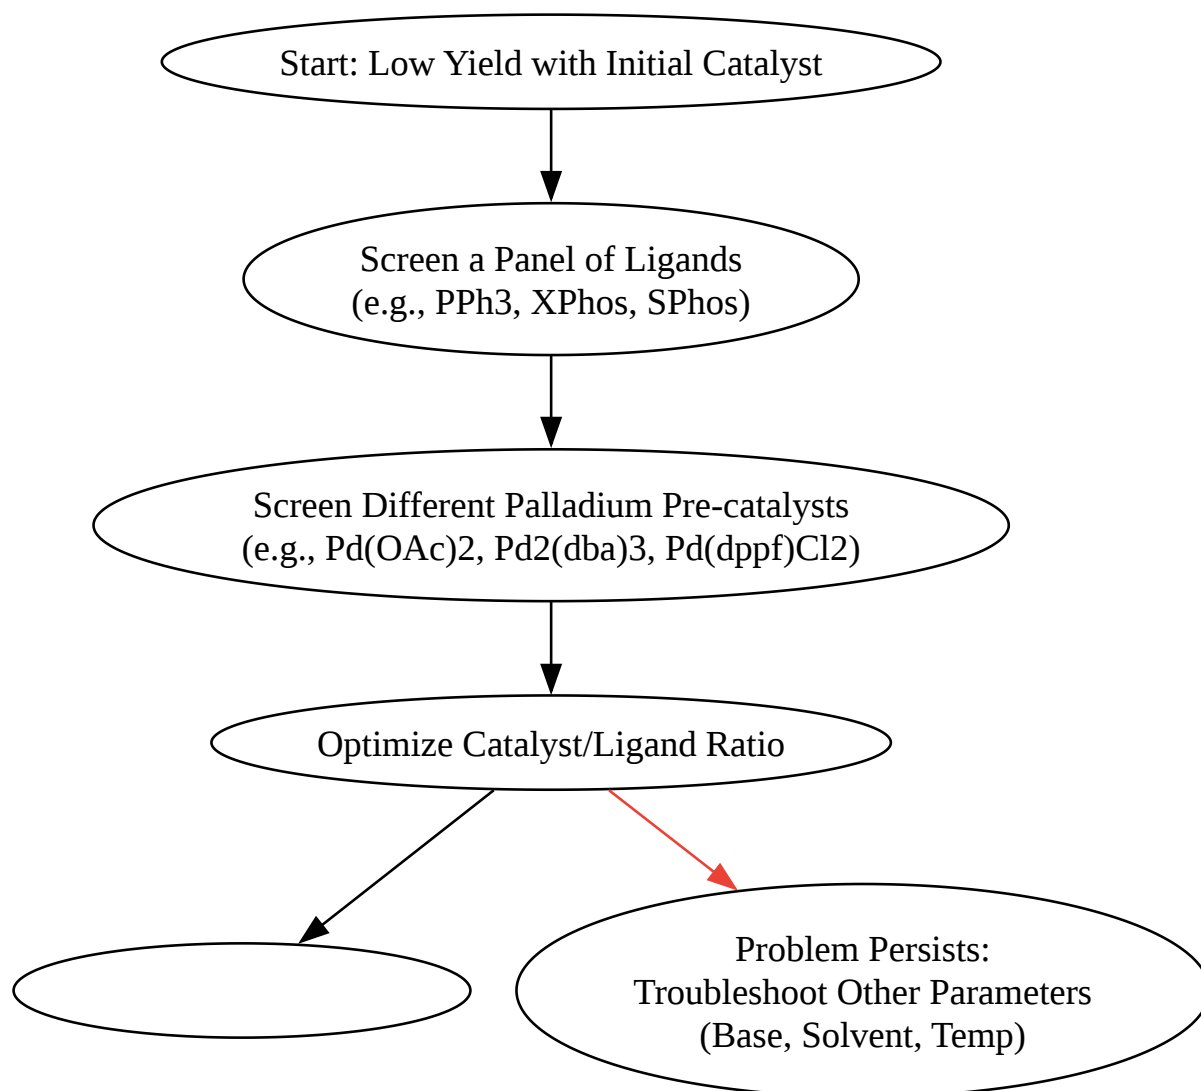 Start: Low Yield with Initial Catalyst
Screen a Panel of Ligands
(e.g., PPh3, XPhos, SPhos)
Screen Different Palladium Pre-catalysts
(e.g., Pd(OAc)2, Pd2(dba)3, Pd(dppf)Cl2)
Optimize Catalyst/Ligand Ratio
Problem Persists:
Troubleshoot Other Parameters
(Base, Solvent, Temp)